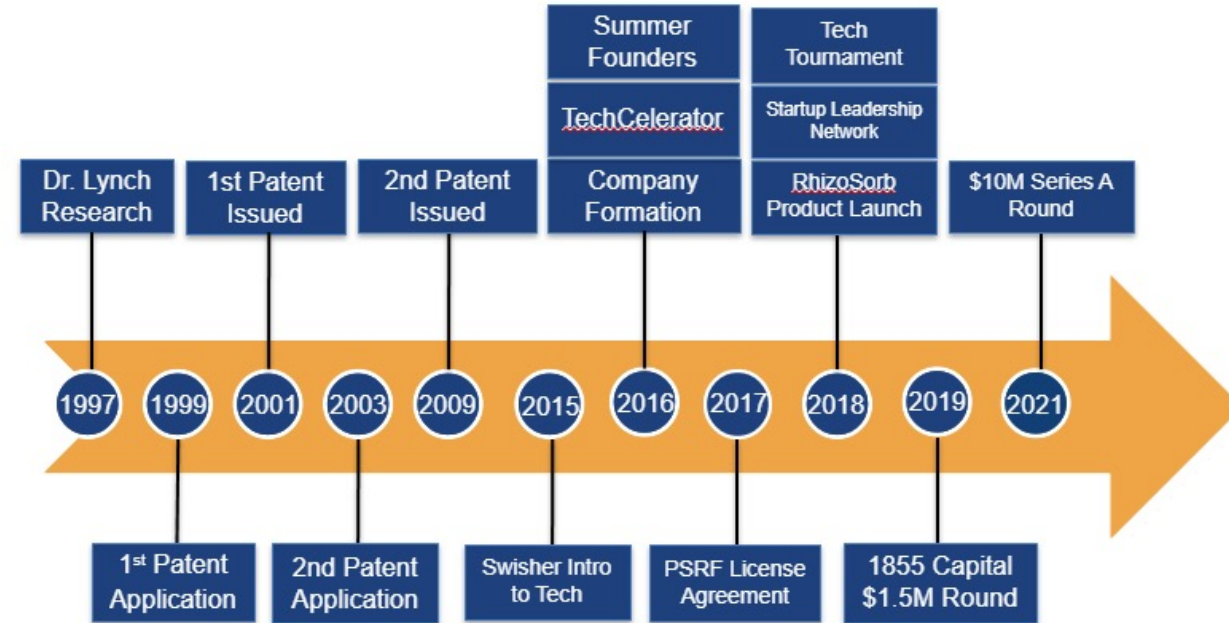 Summer
Founders
Tech
Tournament
TechCelerator
Startup Leadership
Network
Dr. Lynch
Research
1st Patent
Issued
2nd Patent
Issued
Company
Formation
RhizoSorb
Product Launch
$10M Series A
Round
1997
1999
2001
2003
2009
2015
2016
2017
2018
2019
2021
1st Patent
Application
2nd Patent
Application
Swisher Intro
to Tech
PSRF License
Agreement
1855 Capital
$1.5M Round